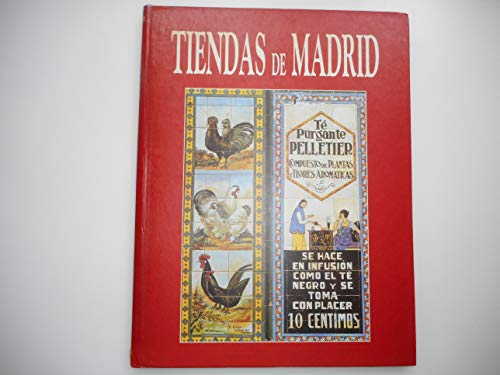 TIENDAS DE MADRID
Té
Purgante
PELLETIER
COMPUESTO DE PLANTAS
Y FLORES AROMATICAS
SE HACE
EN INFUSION
COMO EL TÉ
NEGRO Y SE
TOMA
CON PLACER
10 CENTIMOS